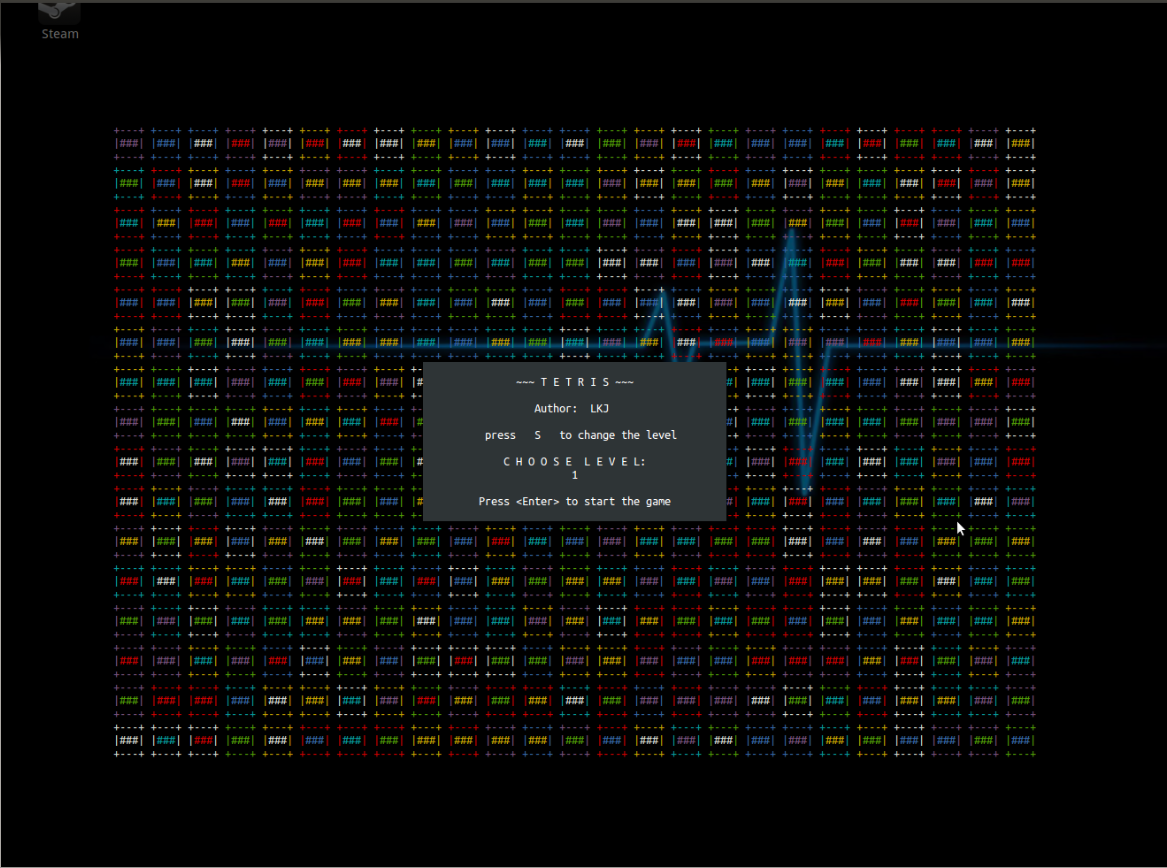 Steam
~~~ T E T R I S ~~~
Author: LKJ
press S to change the level
C H O O S E L E V E L:
1
Press <Enter> to start the game